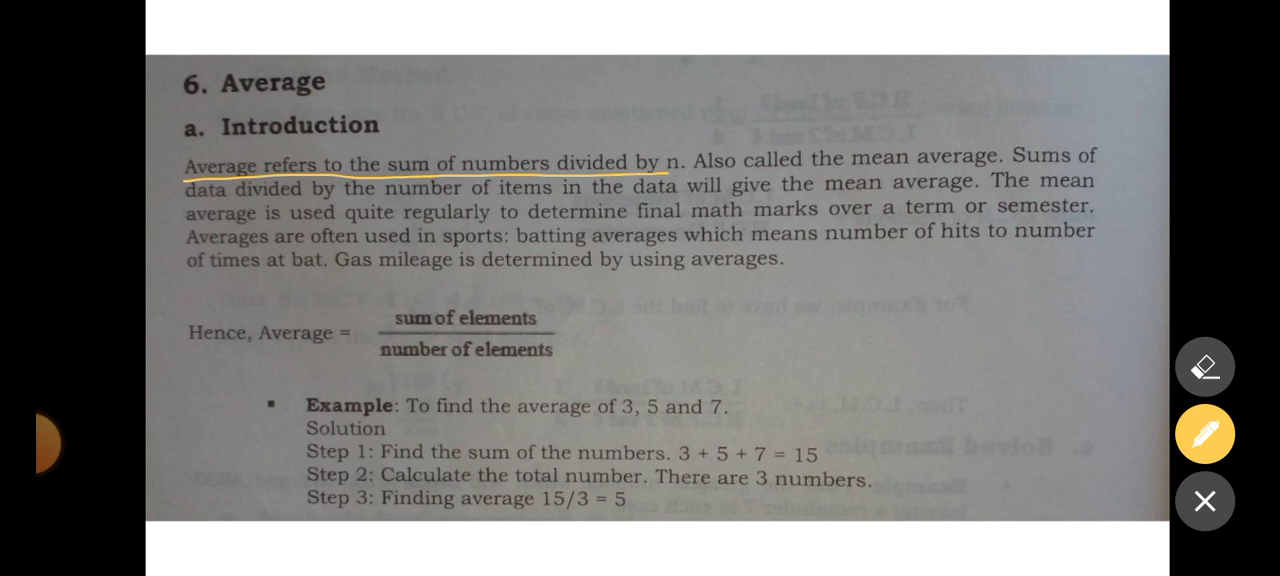 6. Average
a. Introduction
Average refers to the sum of numbers divided by n. Also called the mean average. Sums of
data divided by the number of items in the data will give the mean average. The mean
average is used quite regularly to determine final math marks over a term or semester.
Averages are often used in sports: batting averages which means number of hits to number
of times at bat. Gas mileage is determined by using averages.
Hence, Average =
sum of elements
number of elements
▪ Example: To find the average of 3, 5 and 7.
Solution
Step 1: Find the sum of the numbers. 3 + 5 + 7 = 15
Step 2: Calculate the total number. There are 3 numbers.
Step 3: Finding average 15/3 = 5